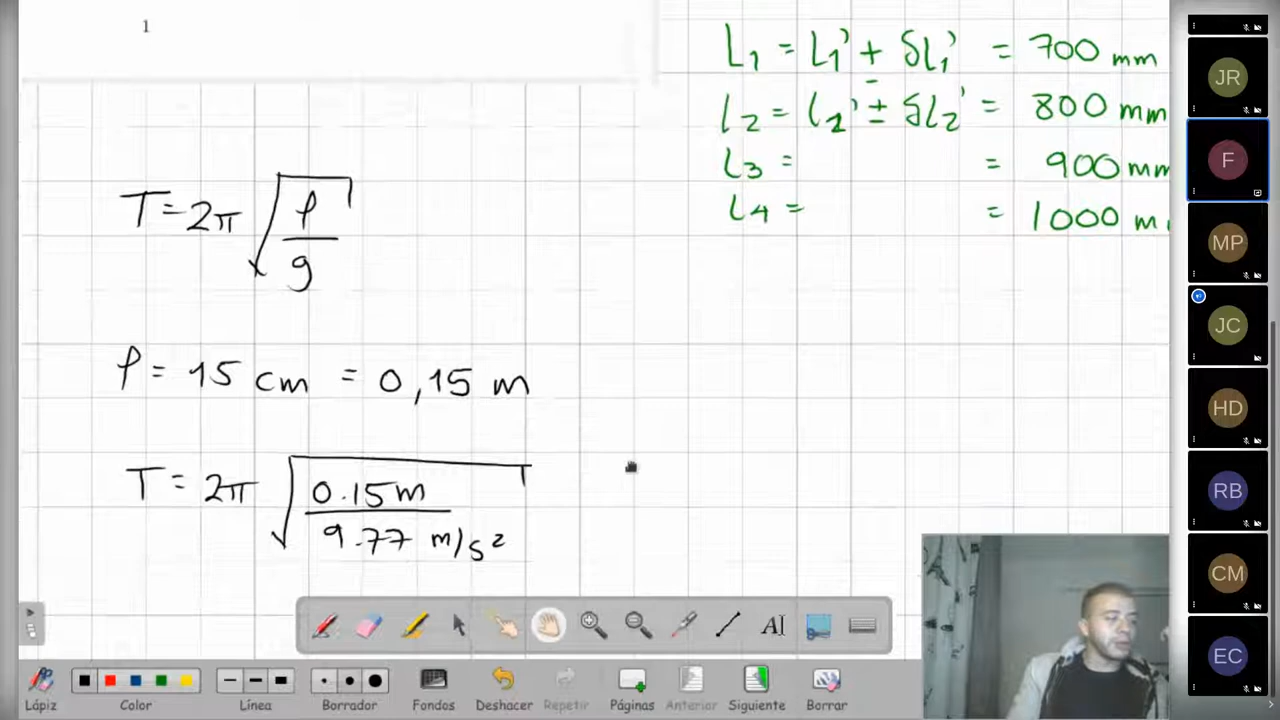 1
L₁ = L₁' ± δL₁' = 700 mm
L₂ = L₂' ± δL₂' = 800 mm
L₃ = = 900 mm
L₄ = = 1000 m
T = 2π √(l/g)
l = 15 cm = 0,15 m
T = 2π √(0.15 m / 9.77 m/s²)
JR
F
MP
JC
HD
RB
CM
EC
Lápiz
Color
Línea
Borrador
Fondos
Deshacer
Repetir
Páginas
Anterior
Siguiente
Borrar